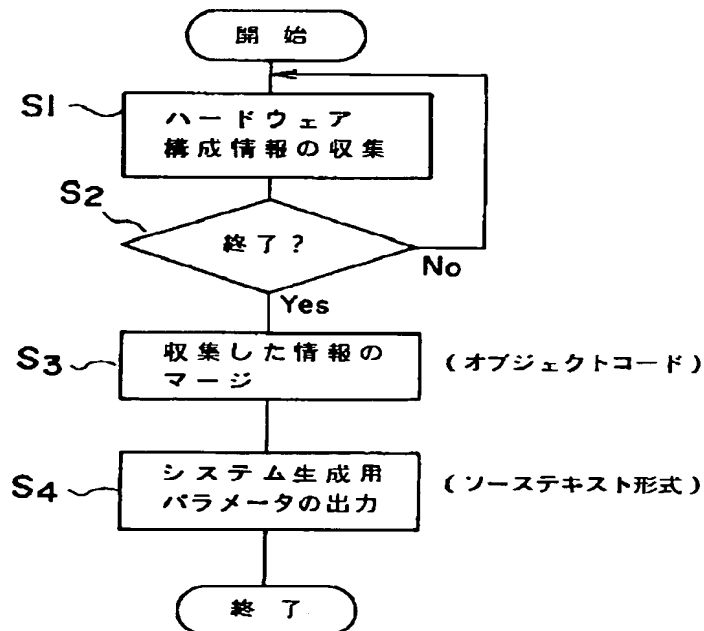 開始
S1
ハードウェア
構成情報の収集
S2
終了?
No
Yes
S3
収集した情報の
マージ
(オブジェクトコード)
S4
システム生成用
パラメータの出力
(ソーステキスト形式)
終了